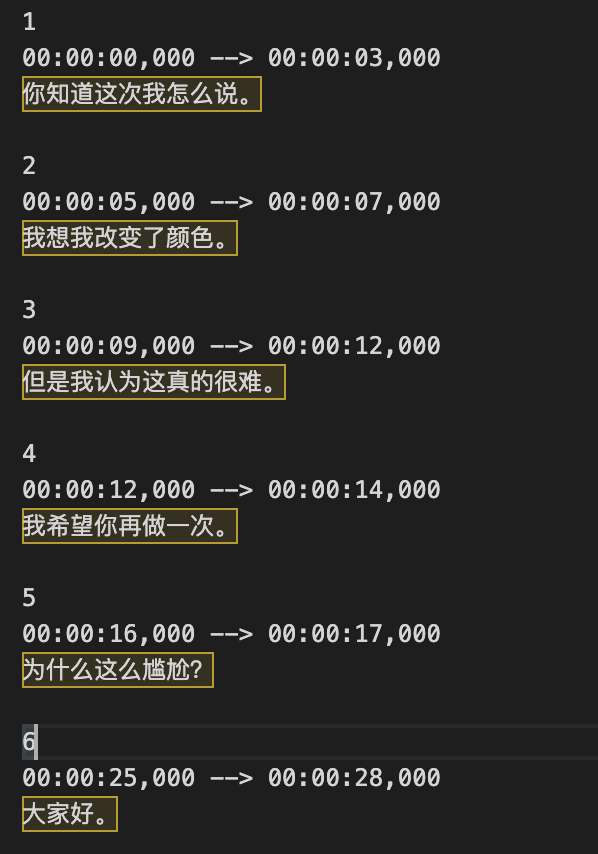 1
00:00:00,000 --> 00:00:03,000
你知道这次我怎么说。
2
00:00:05,000 --> 00:00:07,000
我想我改变了颜色。
3
00:00:09,000 --> 00:00:12,000
但是我认为这真的很难。
4
00:00:12,000 --> 00:00:14,000
我希望你再做一次。
5
00:00:16,000 --> 00:00:17,000
为什么这么尴尬？
6
00:00:25,000 --> 00:00:28,000
大家好。